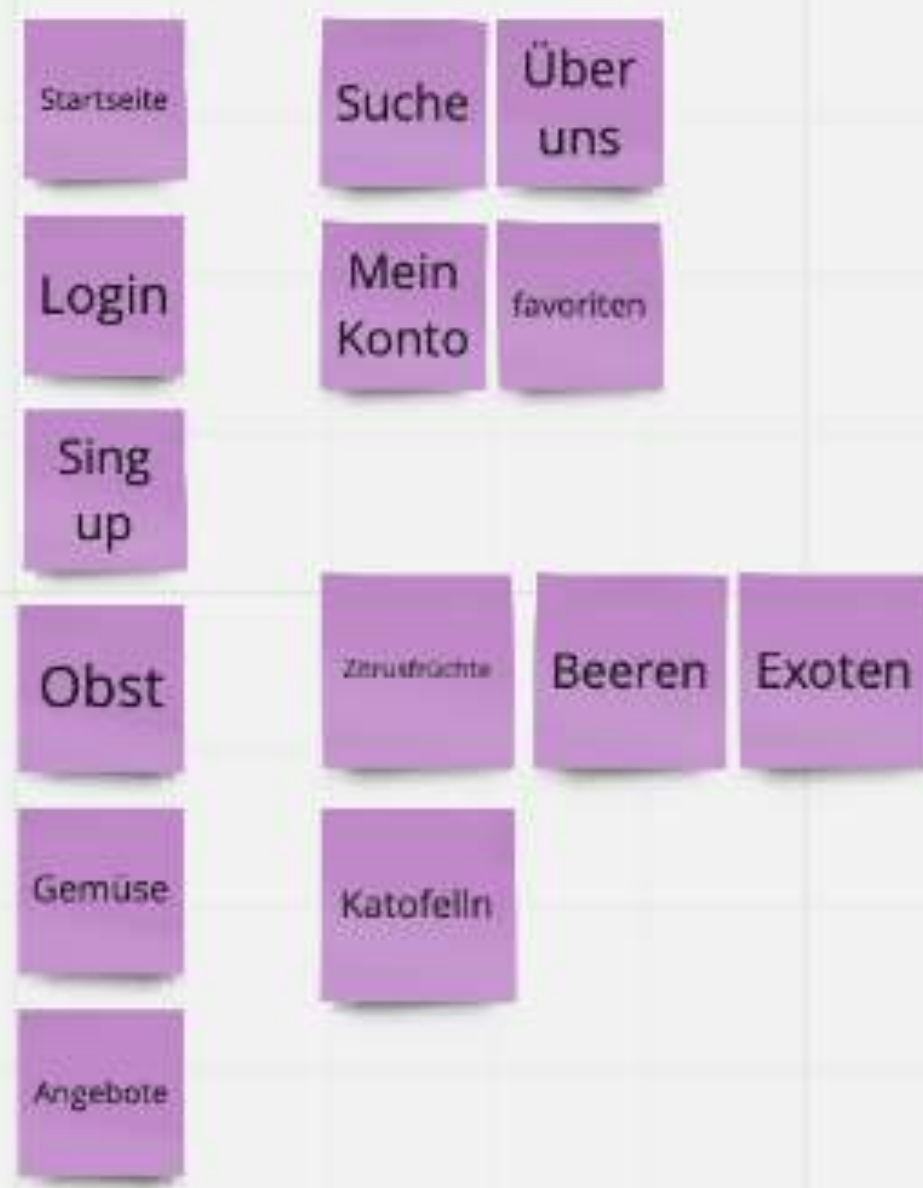 Startseite
Suche
Über
uns
Login
Mein
Konto
favoriten
Sing
up
Obst
Zitrusfrüchte
Beeren
Exoten
Gemüse
Katofelln
Angebote